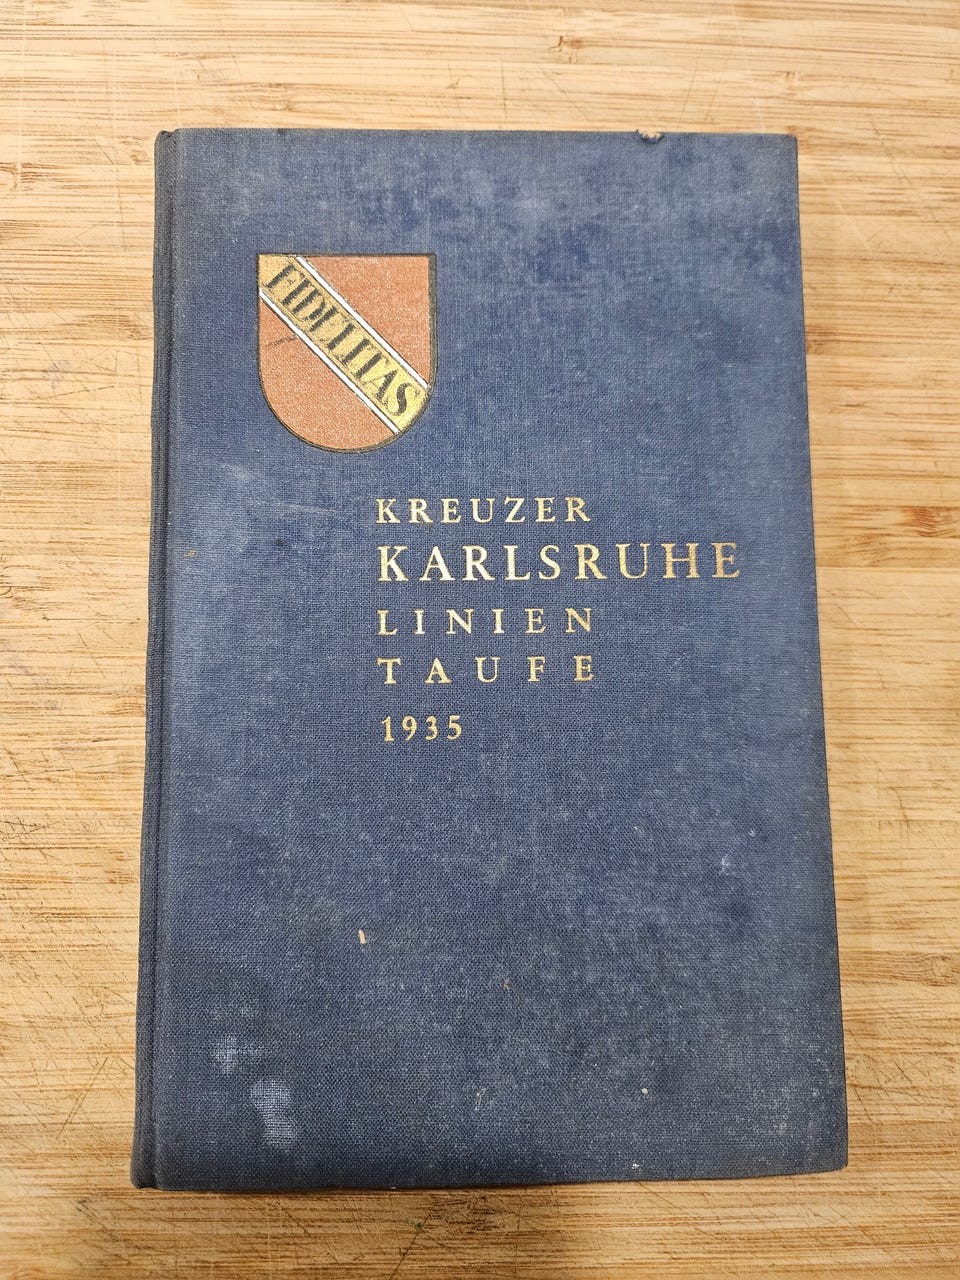 FIDELITAS
KREUZER
KARLSRUHE
LINIEN
TAUFE
1935